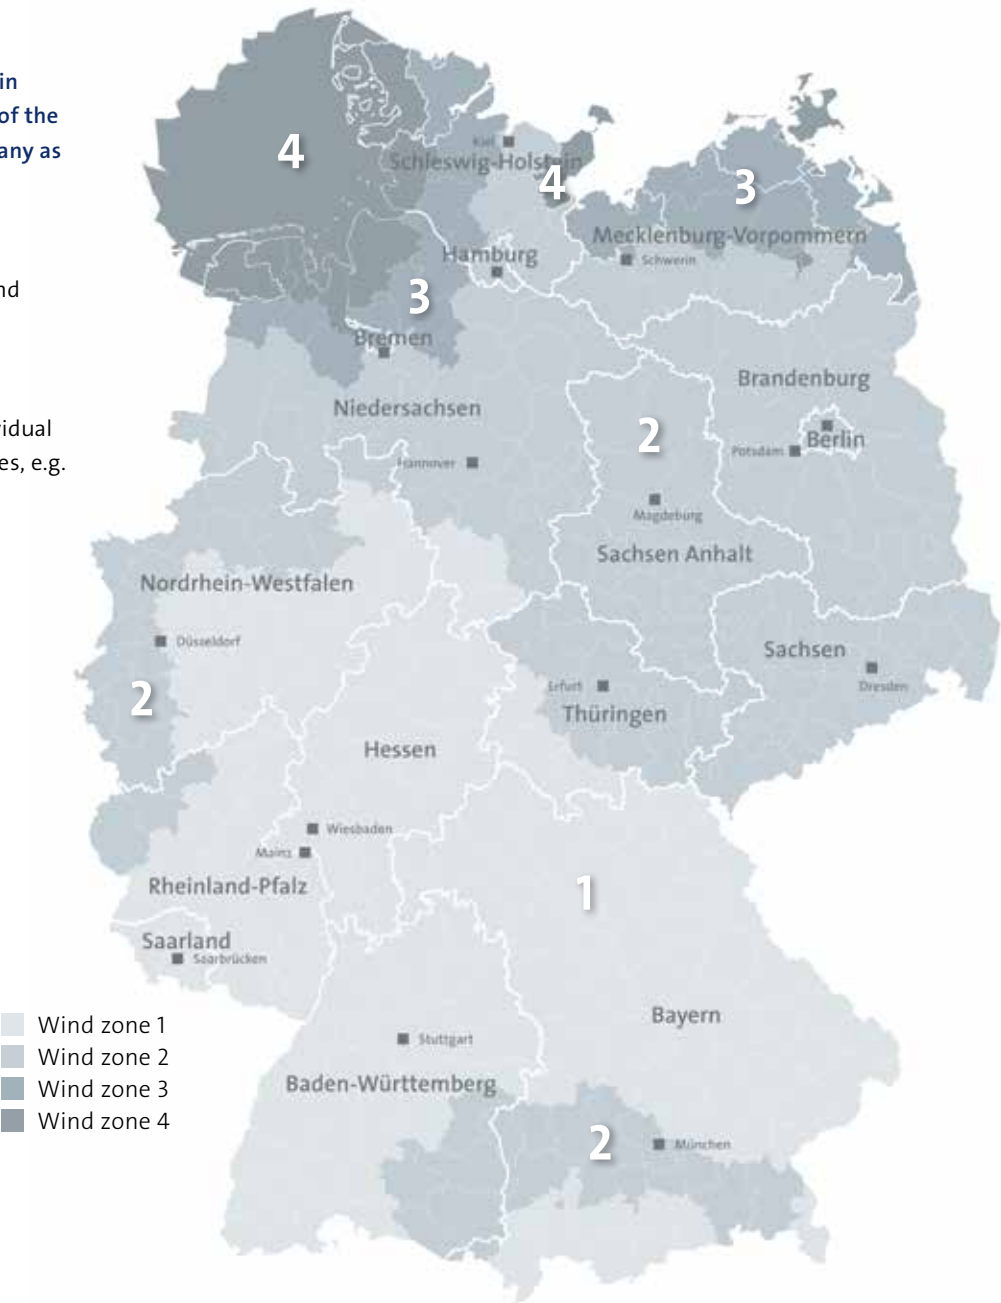 in
of the
any as
nd
idual
es, e.g.
4
Kiel
Schleswig-Holstein
4
3
Mecklenburg-Vorpommern
Hamburg
Schwerin
3
Bremen
Brandenburg
Niedersachsen
2
Berlin
Potsdam
Hannover
Magdeburg
Sachsen Anhalt
Nordrhein-Westfalen
Düsseldorf
Sachsen
Dresden
2
Erfurt
Thüringen
Hessen
Wiesbaden
Mainz
Rheinland-Pfalz
1
Saarland
Saarbrücken
Bayern
Wind zone 1
Wind zone 2
Wind zone 3
Wind zone 4
Stuttgart
Baden-Württemberg
2
München